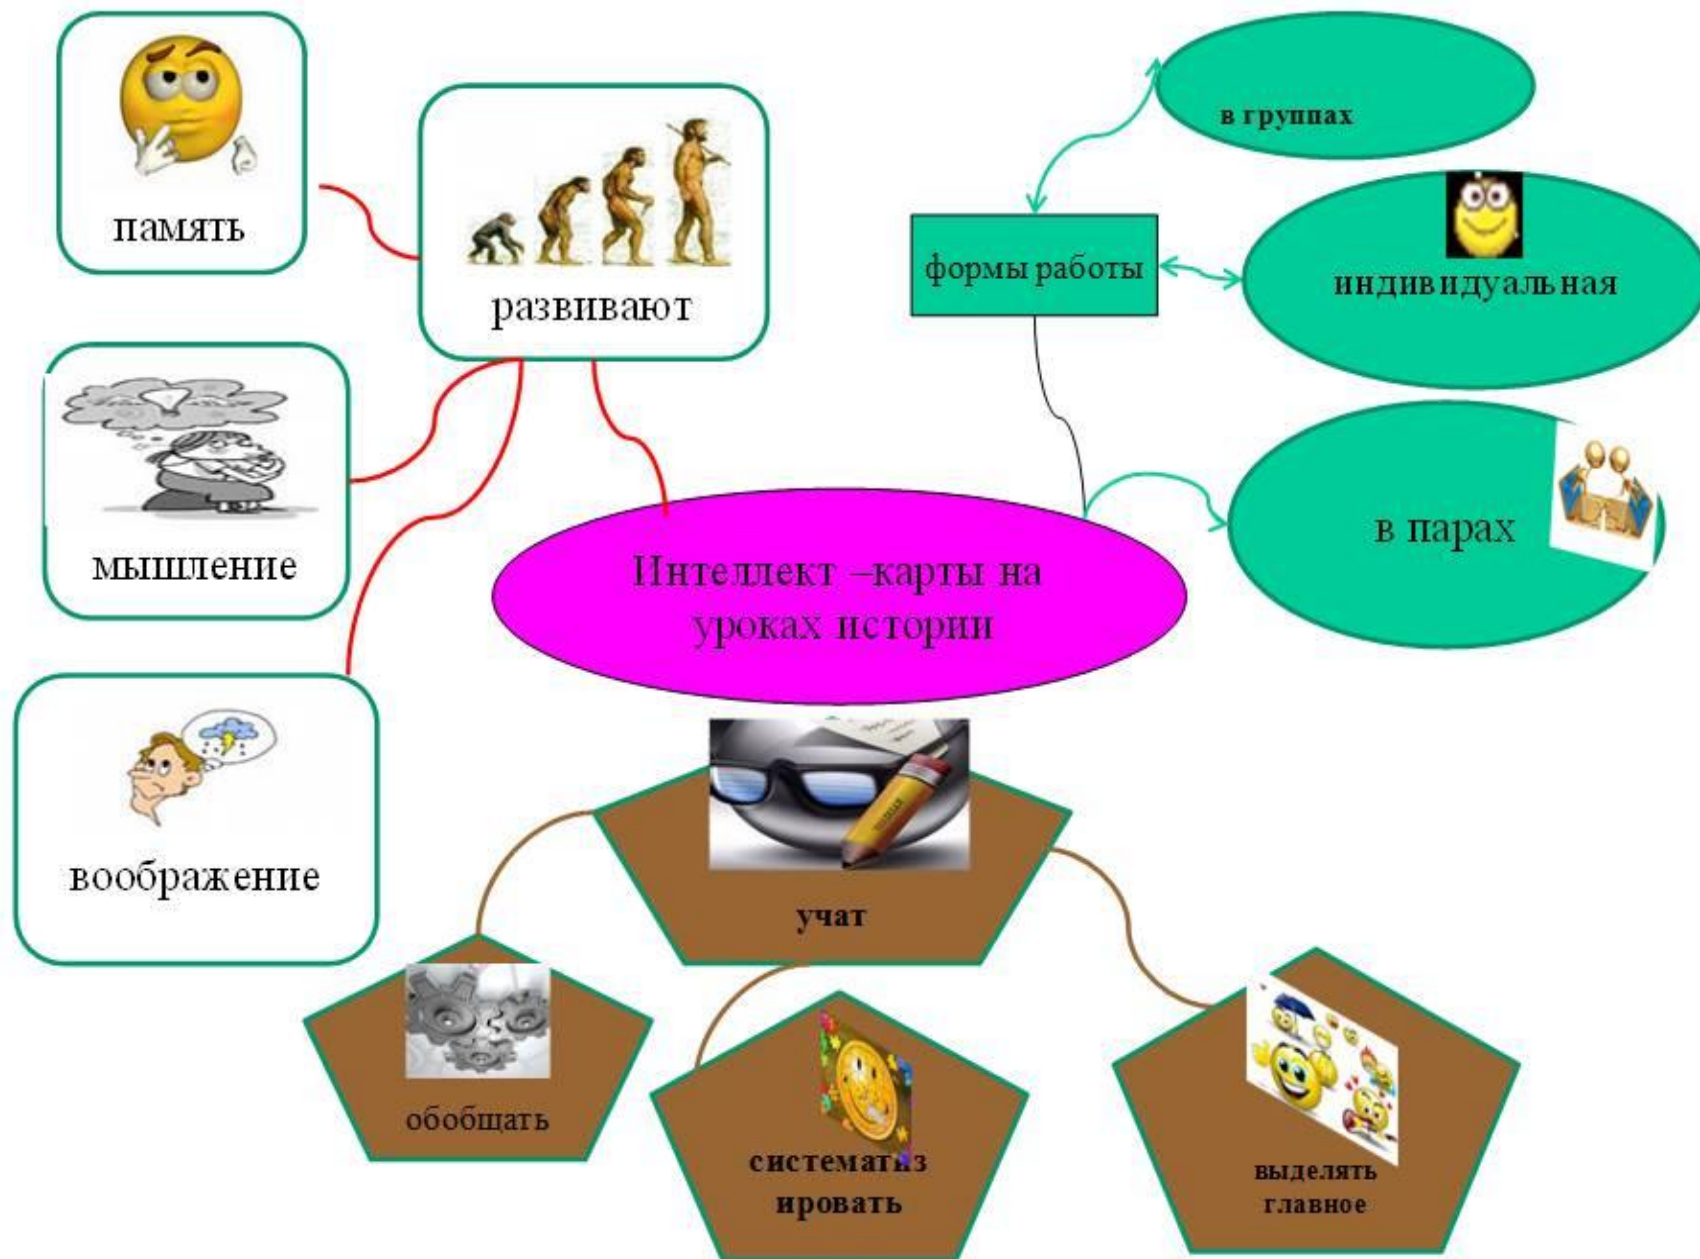 память
развивают
мышление
воображение
в группах
формы работы
индивидуальная
в парах
Интеллект –карты на
уроках истории
учат
обобщать
систематиз
ировать
выделять
главное